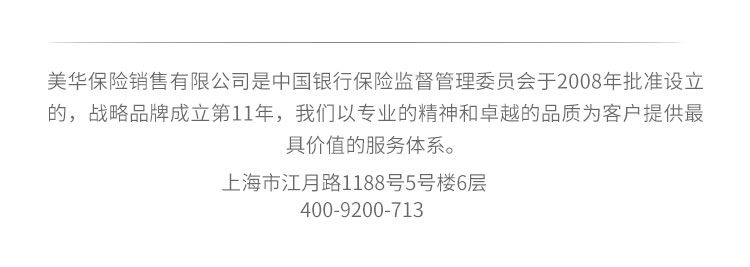 美华保险销售有限公司是中国银行保险监督管理委员会于2008年批准设立
的，战略品牌成立第11年，我们以专业的精神和卓越的品质为客户提供最
具价值的服务体系。
上海市江月路1188号5号楼6层
400-9200-713